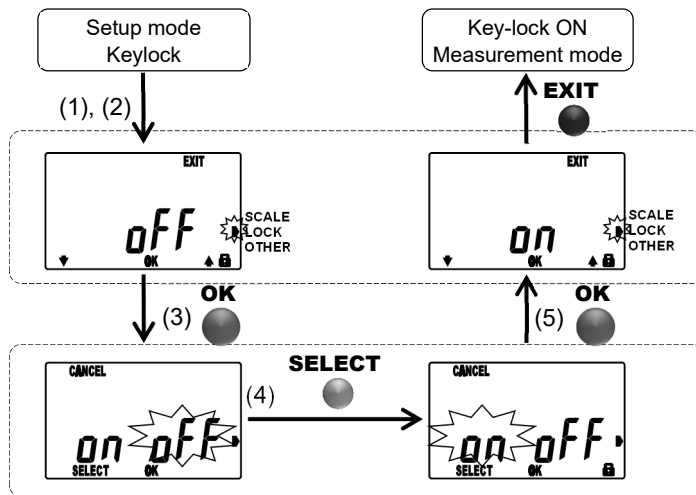 Setup mode
Keylock
Key-lock ON
Measurement mode
(1), (2)
EXIT
EXIT
oFF
SCALE
LOCK
OTHER
OK
EXIT
on
SCALE
LOCK
OTHER
OK
(3)
OK
(5)
OK
CANCEL
on oFF
SELECT OK
(4)
SELECT
CANCEL
on oFF
SELECT OK